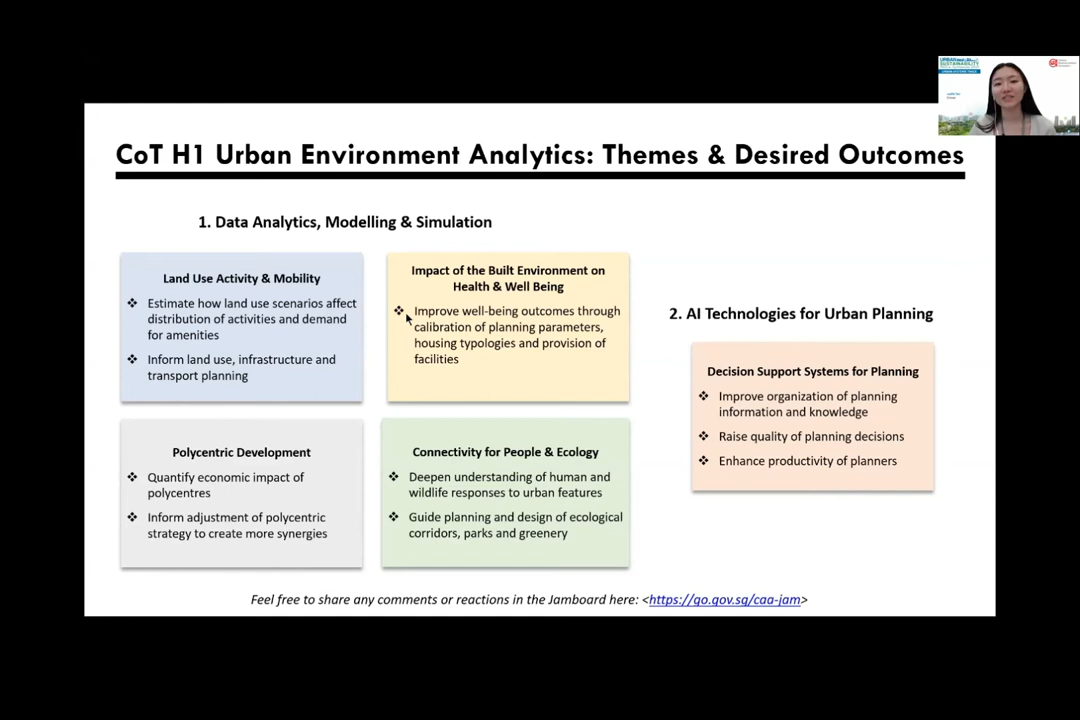 CoT H1 Urban Environment Analytics: Themes & Desired Outcomes
1. Data Analytics, Modelling & Simulation
Land Use Activity & Mobility
❖ Estimate how land use scenarios affect
distribution of activities and demand
for amenities
❖ Inform land use, infrastructure and
transport planning
Impact of the Built Environment on
Health & Well Being
❖ Improve well-being outcomes through
calibration of planning parameters,
housing typologies and provision of
facilities
Polycentric Development
❖ Quantify economic impact of
polycentres
❖ Inform adjustment of polycentric
strategy to create more synergies
Connectivity for People & Ecology
❖ Deepen understanding of human and
wildlife responses to urban features
❖ Guide planning and design of ecological
corridors, parks and greenery
2. AI Technologies for Urban Planning
Decision Support Systems for Planning
❖ Improve organization of planning
information and knowledge
❖ Raise quality of planning decisions
❖ Enhance productivity of planners
Feel free to share any comments or reactions in the Jamboard here: <https://go.gov.sg/caa-jam>
URBAN
SUSTAINABILITY